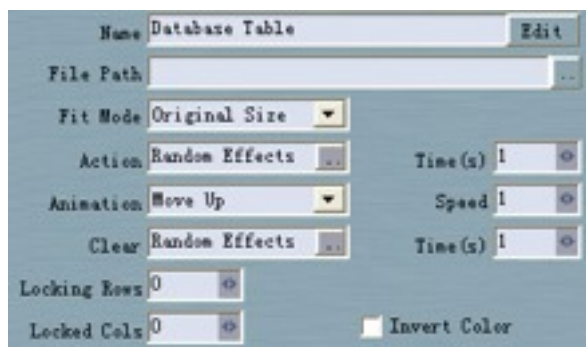 Name Database Table Edit
File Path ..
Fit Mode Original Size
Action Random Effects .. Time(s) 1
Animation Move Up Speed 1
Clear Random Effects .. Time(s) 1
Locking Rows 0
Locked Cols 0 Invert Color